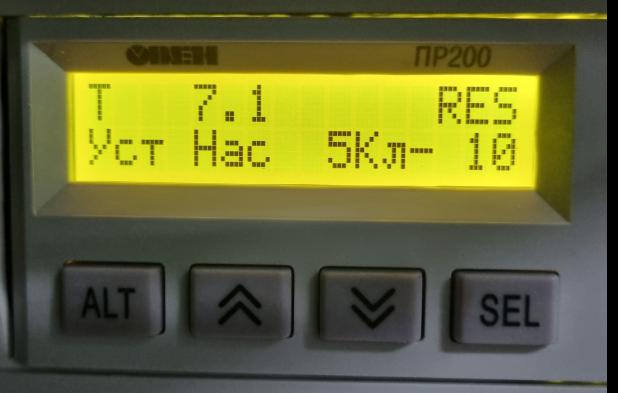 ОВЕН ПР200
Т 7.1 RES
Уст Нас 5Кл- 10
ALT SEL